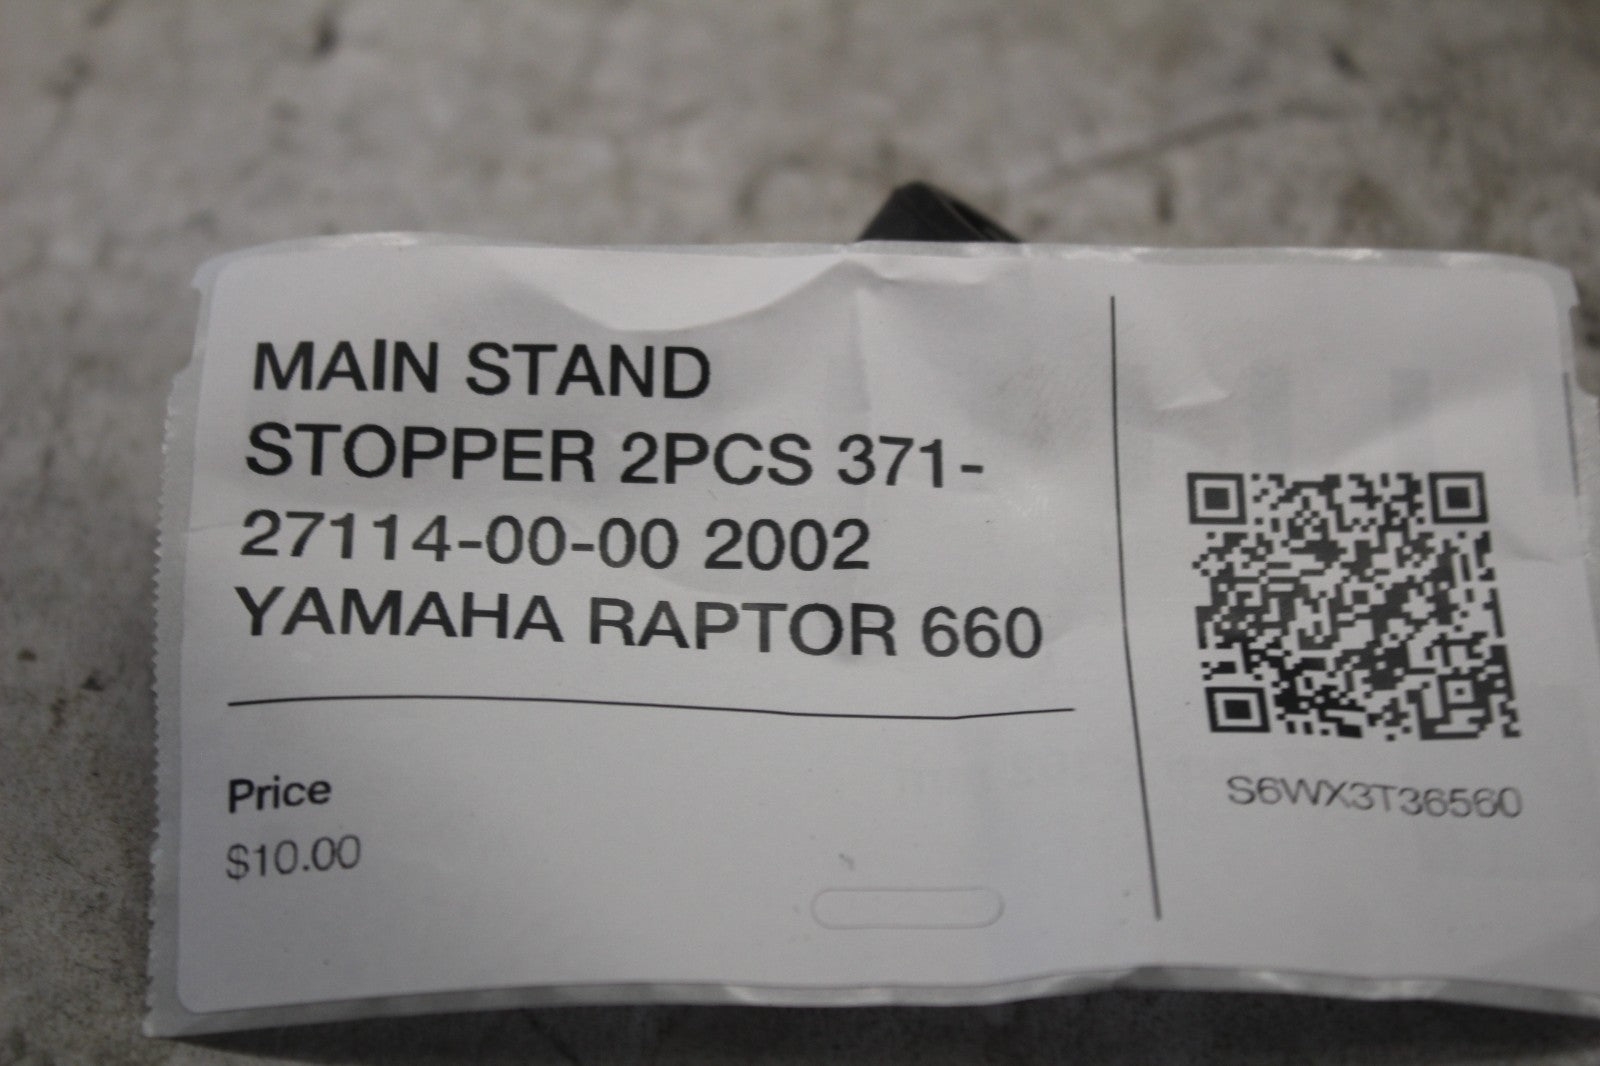 MAIN STAND
STOPPER 2PCS 371-
27114-00-00 2002
YAMAHA RAPTOR 660
Price
$10.00
S6WX3T36560